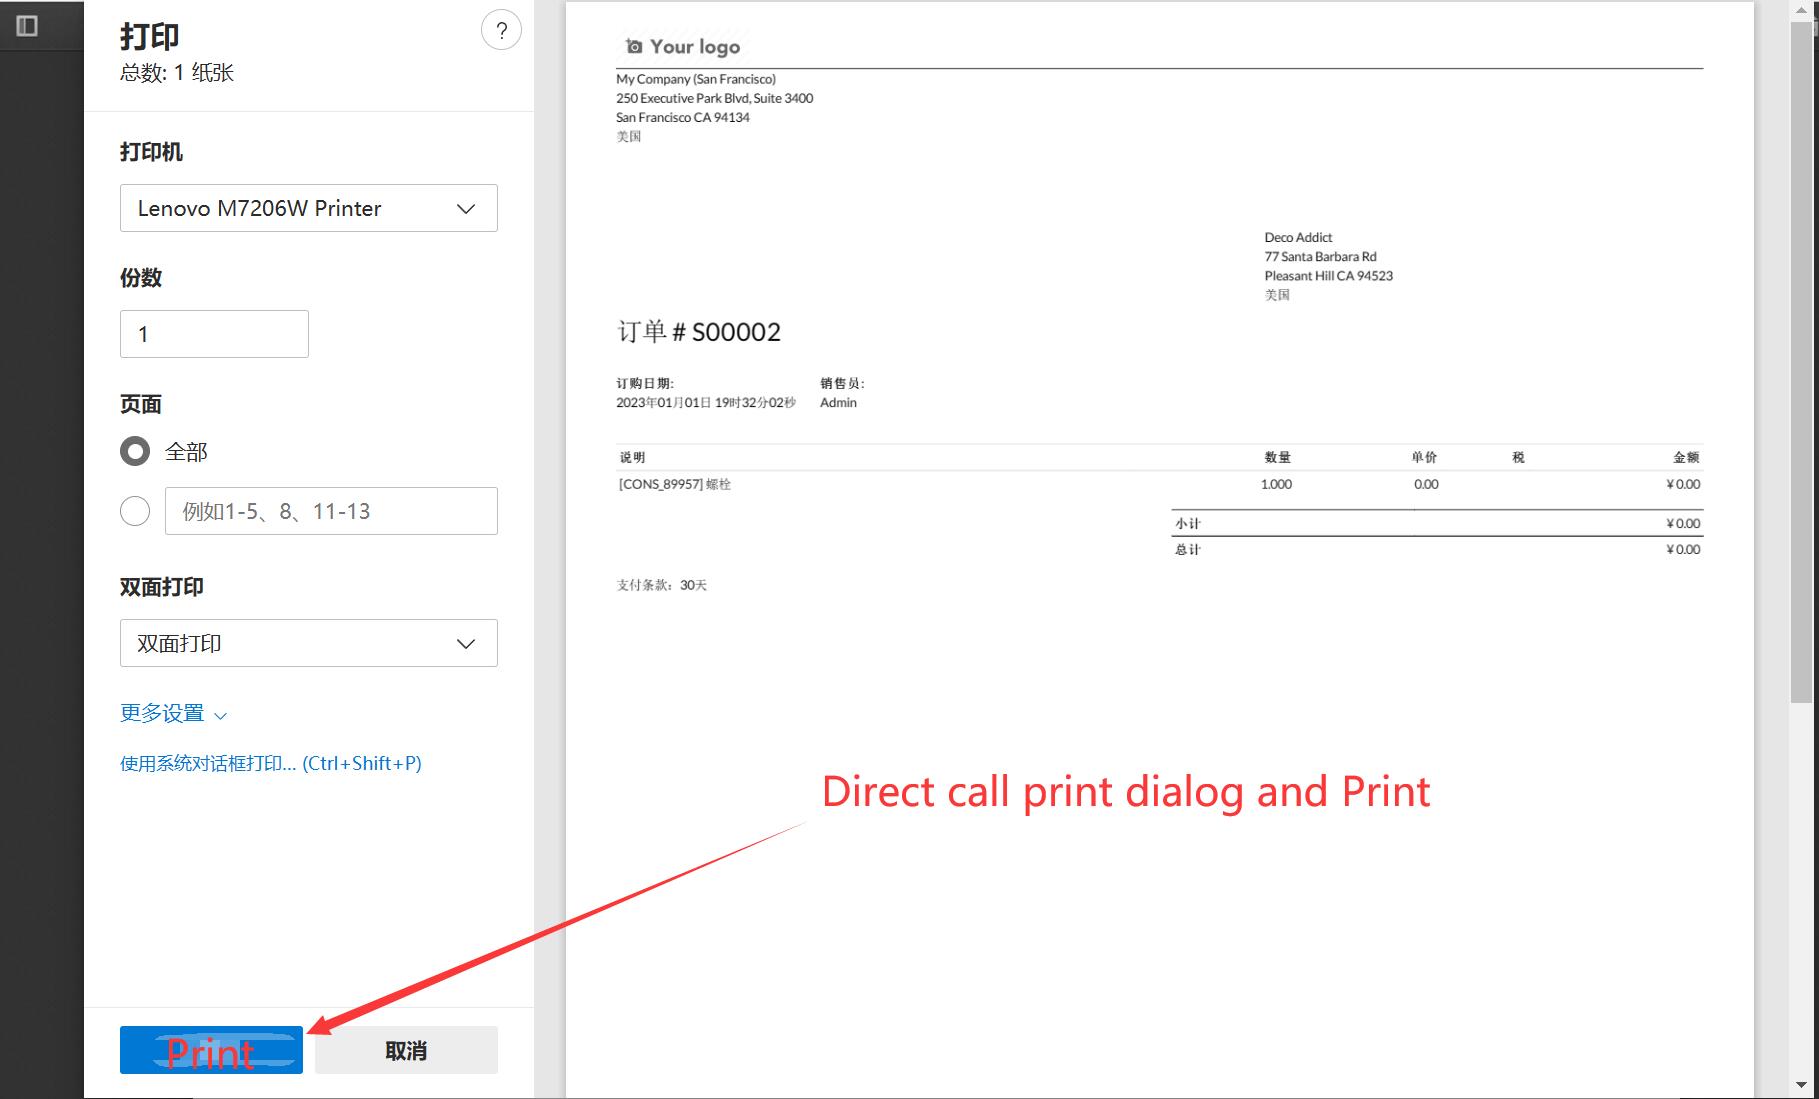 打印
?
总数: 1 纸张
打印机
Lenovo M7206W Printer
份数
1
页面
全部
例如1-5、8、11-13
双面打印
双面打印
更多设置
使用系统对话框打印... (Ctrl+Shift+P)
Print
取消
Your logo
My Company (San Francisco)
250 Executive Park Blvd, Suite 3400
San Francisco CA 94134
美国
Deco Addict
77 Santa Barbara Rd
Pleasant Hill CA 94523
美国
订单 # S00002
订购日期: 销售员:
2023年01月01日 19时32分02秒 Admin
说明 数量 单价 税 金额
[CONS_89957] 螺栓 1.000 0.00 ¥ 0.00
小计 ¥ 0.00
总计 ¥ 0.00
支付条款：30天
Direct call print dialog and Print